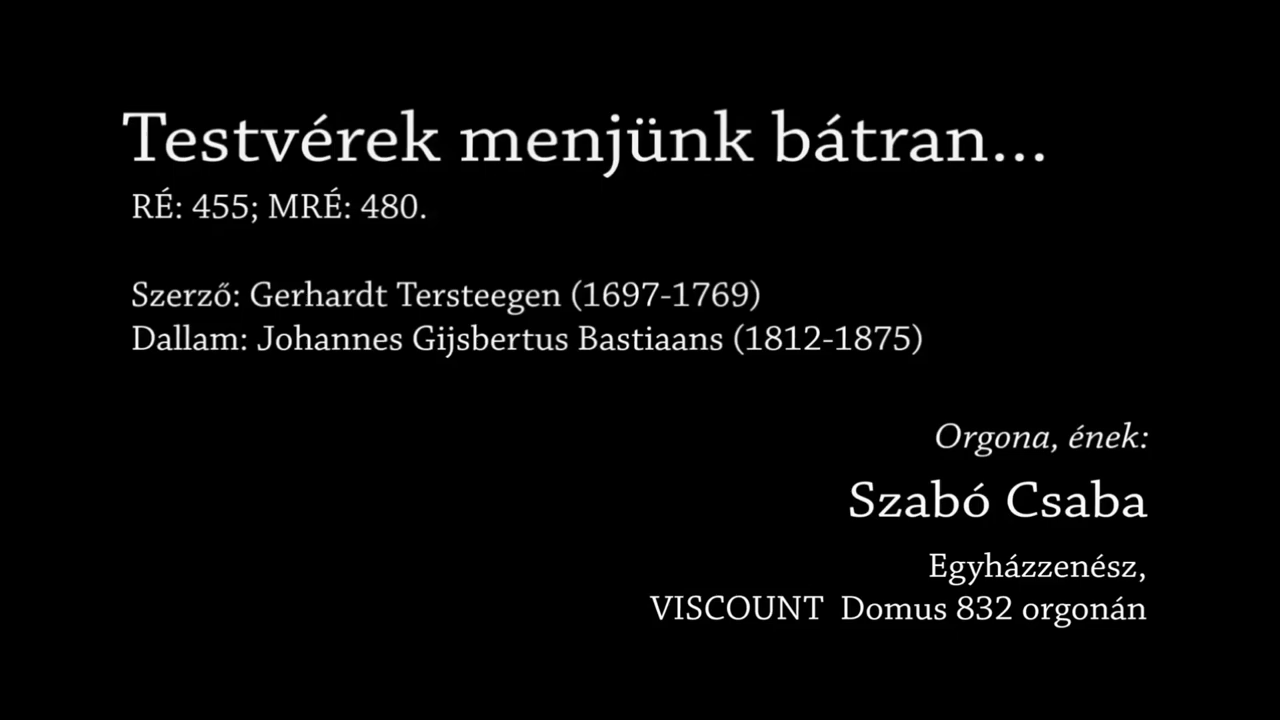 Testvérek menjünk bátran...
RÉ: 455; MRÉ: 480.
Szerző: Gerhardt Tersteegen (1697-1769)
Dallam: Johannes Gijsbertus Bastiaans (1812-1875)
Orgona, ének:
Szabó Csaba
Egyházzenész,
VISCOUNT Domus 832 orgonán